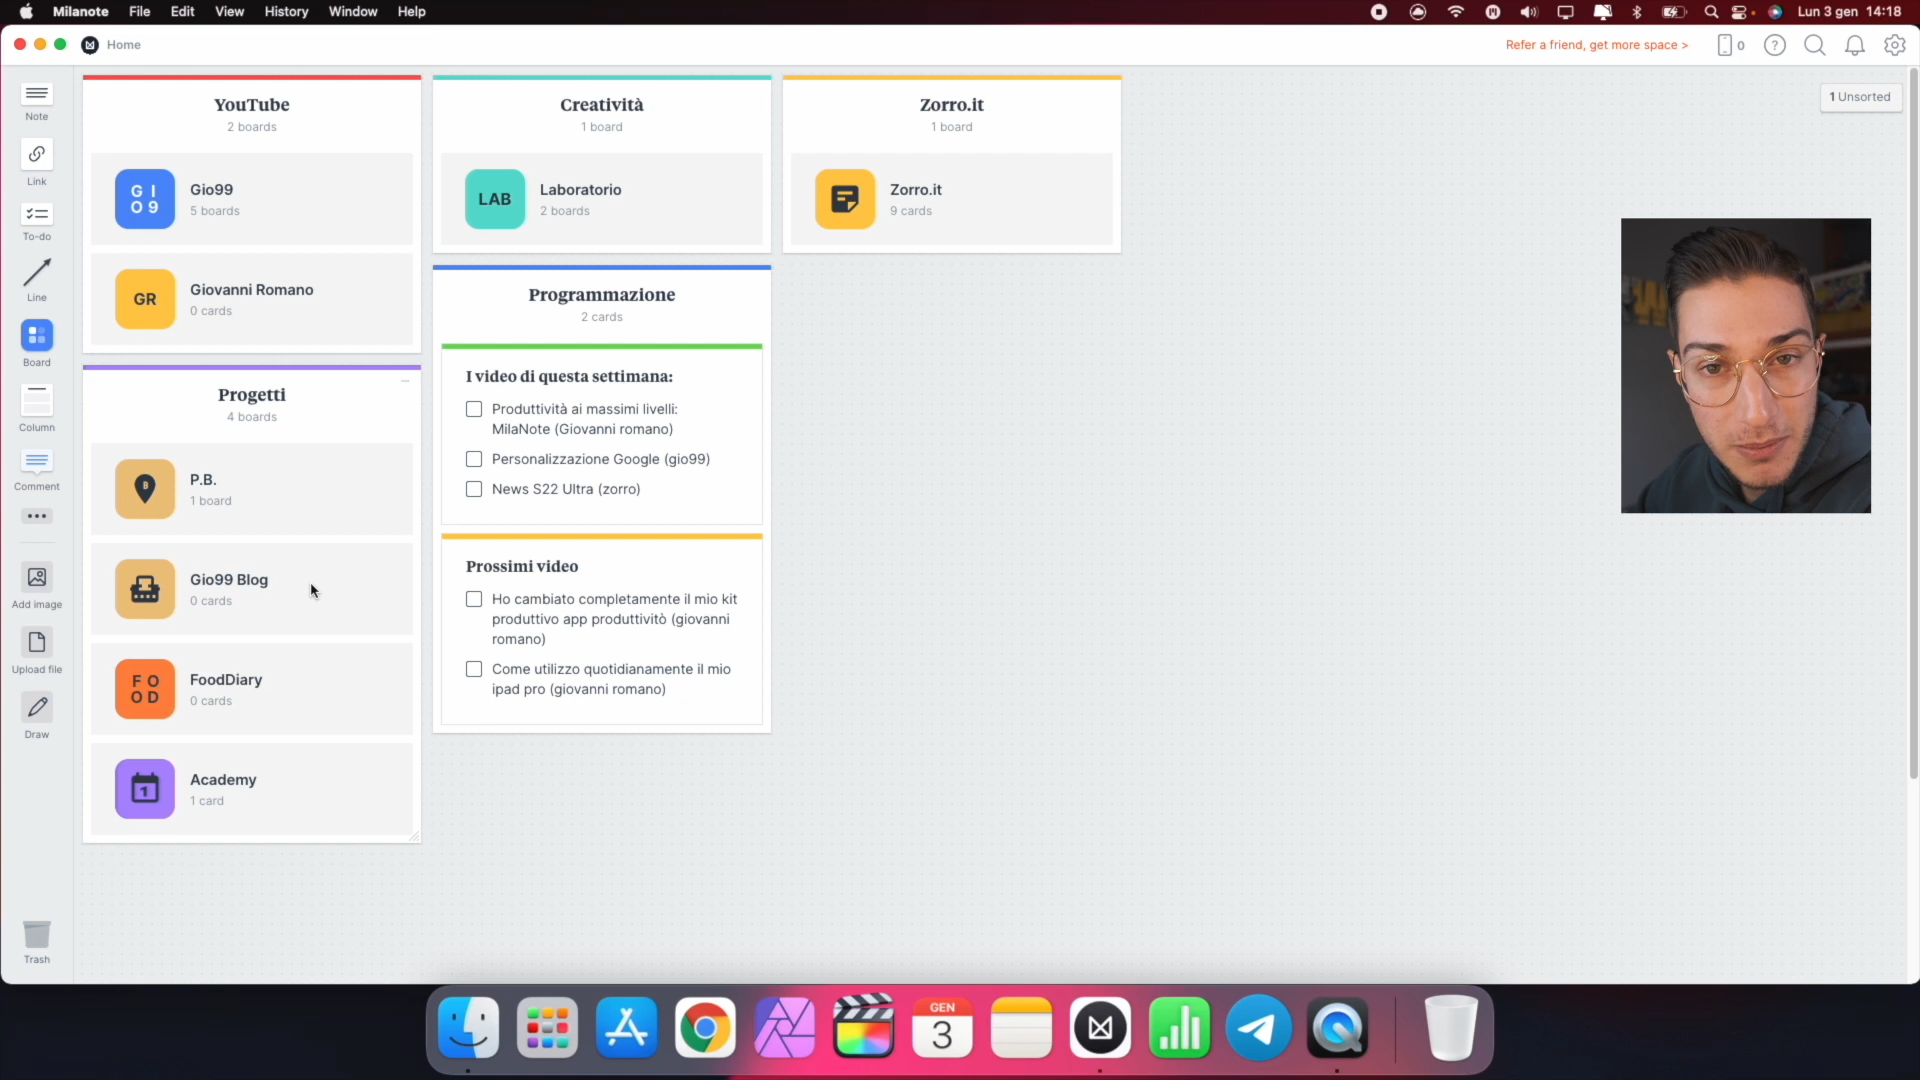 Milanote File Edit View History Window Help
Lun 3 gen 14:18
Home
Refer a friend, get more space >
0
1 Unsorted
Note
Link
To-do
Line
Board
Column
Comment
Add image
Upload file
Draw
Trash
YouTube
2 boards
G I
O 9
Gio99
5 boards
GR
Giovanni Romano
0 cards
Progetti
4 boards
B
P.B.
1 board
Gio99 Blog
0 cards
F O
O D
FoodDiary
0 cards
1
Academy
1 card
Creatività
1 board
LAB
Laboratorio
2 boards
Programmazione
2 cards
I video di questa settimana:
Produttività ai massimi livelli:
MilaNote (Giovanni romano)
Personalizzazione Google (gio99)
News S22 Ultra (zorro)
Prossimi video
Ho cambiato completamente il mio kit
produttivo app produttivitò (giovanni
romano)
Come utilizzo quotidianamente il mio
ipad pro (giovanni romano)
Zorro.it
1 board
Zorro.it
9 cards
GEN
3